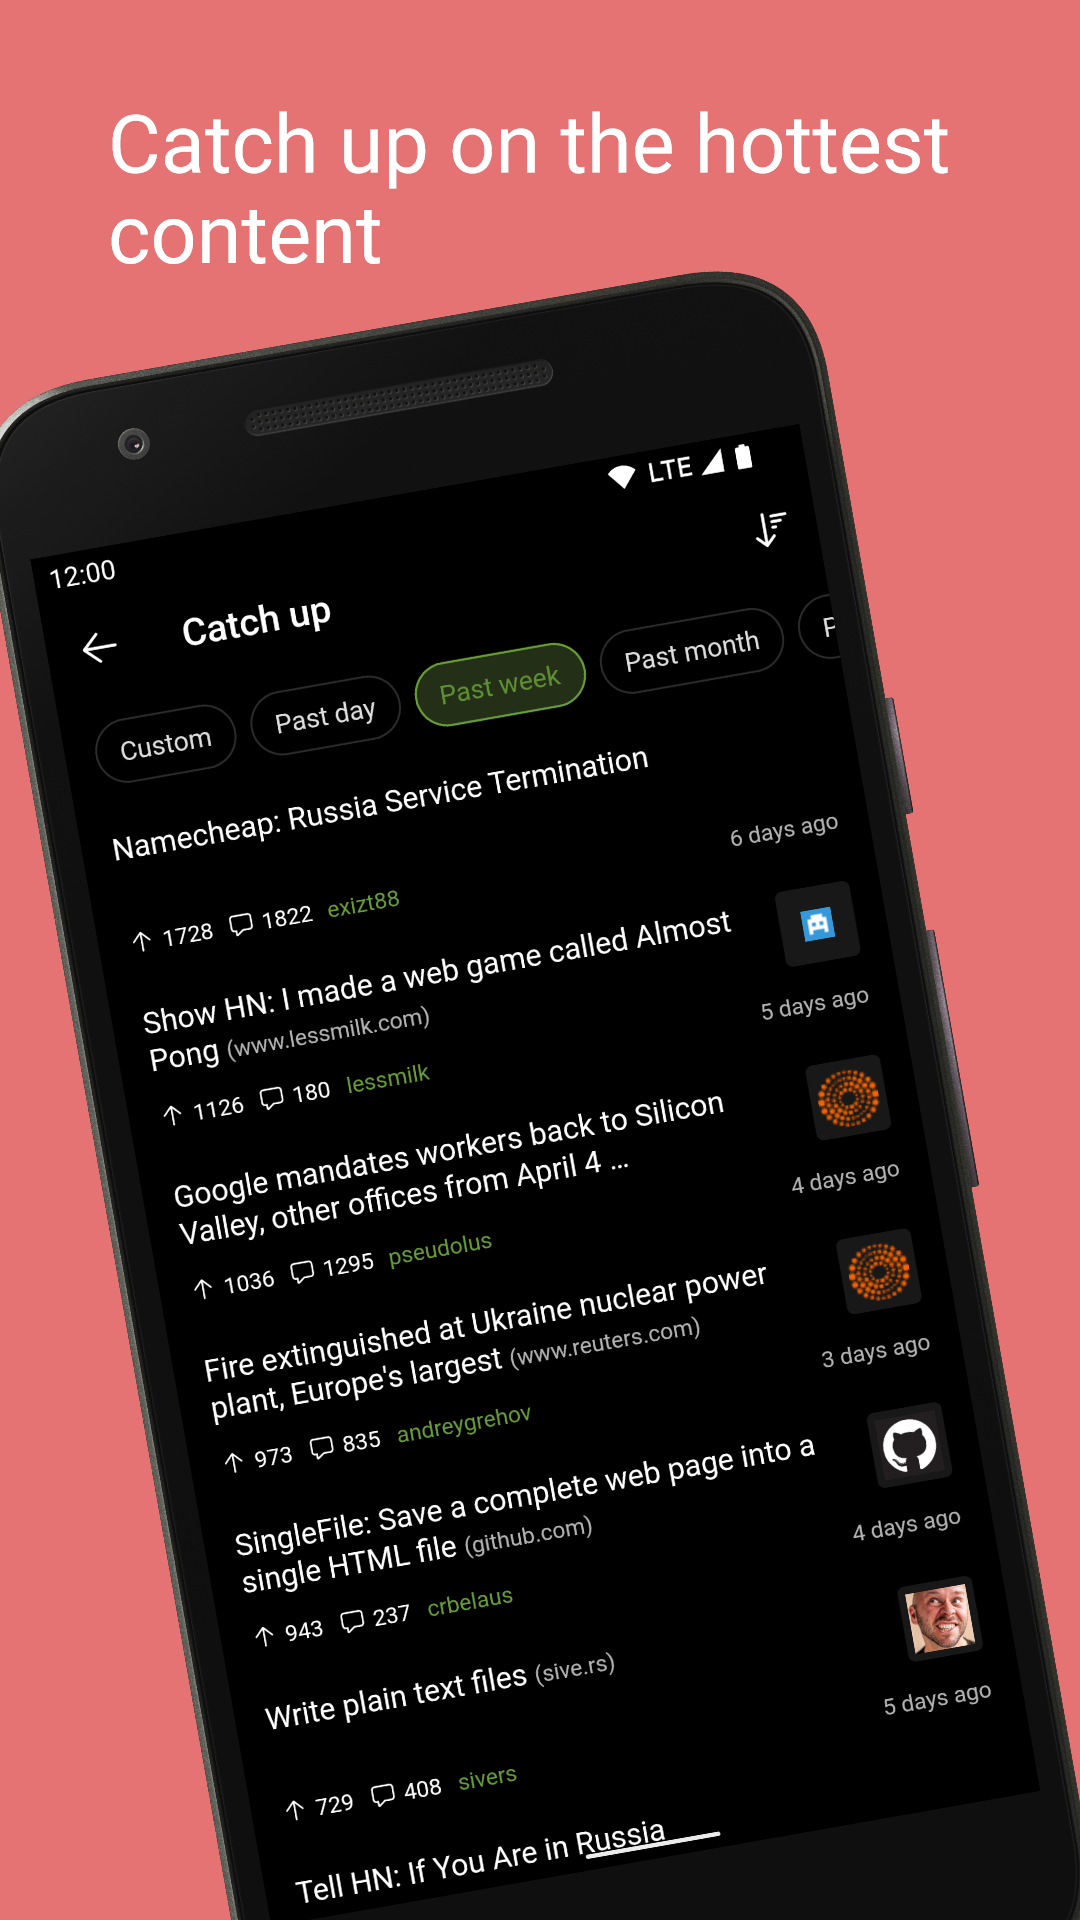 Catch up on the hottest
content
LTE
12:00
Catch up
Custom
Past day
Past week
Past month
Namecheap: Russia Service Termination
6 days ago
1728
1822
exizt88
Show HN: I made a web game called Almost
Pong (www.lessmilk.com)
5 days ago
1126
180
lessmilk
Google mandates workers back to Silicon
Valley, other offices from April 4 ...
4 days ago
1036
1295
pseudolus
Fire extinguished at Ukraine nuclear power
plant, Europe's largest (www.reuters.com)
3 days ago
973
835
andreygrehov
SingleFile: Save a complete web page into a
single HTML file (github.com)
4 days ago
943
237
crbelaus
Write plain text files (sive.rs)
5 days ago
729
408
sivers
Tell HN: If You Are in Russia